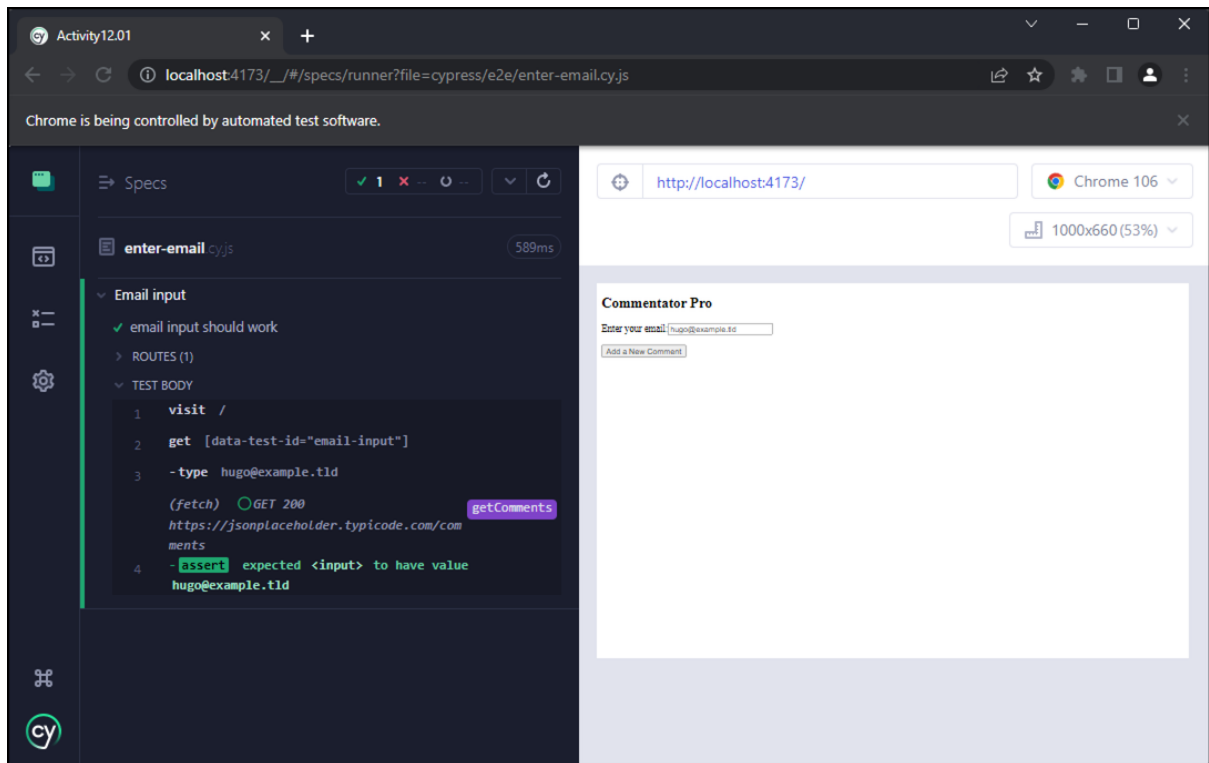 cy Activity12.01
localhost:4173/__/#/specs/runner?file=cypress/e2e/enter-email.cy.js
Chrome is being controlled by automated test software.
Specs
1 -- --
enter-email.cy.js 589ms
Email input
email input should work
ROUTES (1)
TEST BODY
1 visit /
2 get [data-test-id="email-input"]
3 -type hugo@example.tld
(fetch) GET 200 getComments
https://jsonplaceholder.typicode.com/com
ments
4 -assert expected <input> to have value
hugo@example.tld
cy
http://localhost:4173/
Chrome 106
1000x660 (53%)
Commentator Pro
Enter your email: hugo@example.tld
Add a New Comment